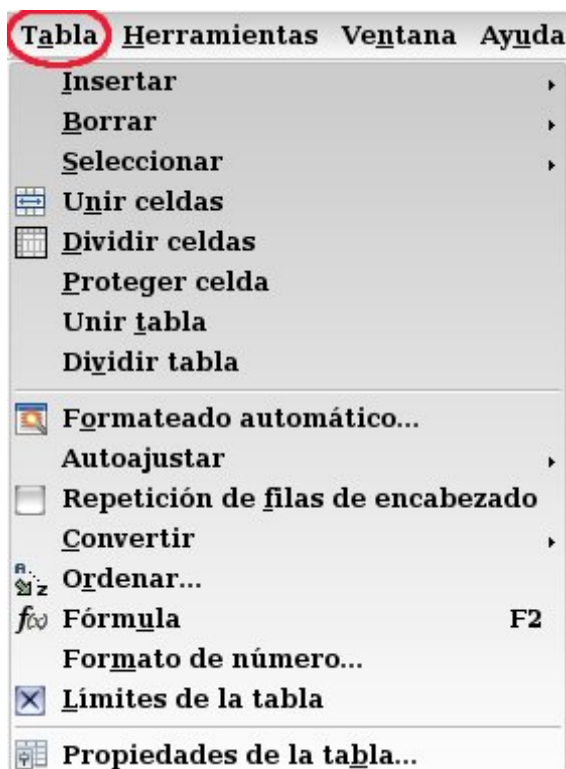 Tabla Herramientas Ventana Ayuda
Insertar
Borrar
Seleccionar
Unir celdas
Dividir celdas
Proteger celda
Unir tabla
Dividir tabla
Formateado automático...
Autoajustar
Repetición de filas de encabezado
Convertir
Ordenar...
Fórmula F2
Formato de número...
Límites de la tabla
Propiedades de la tabla...